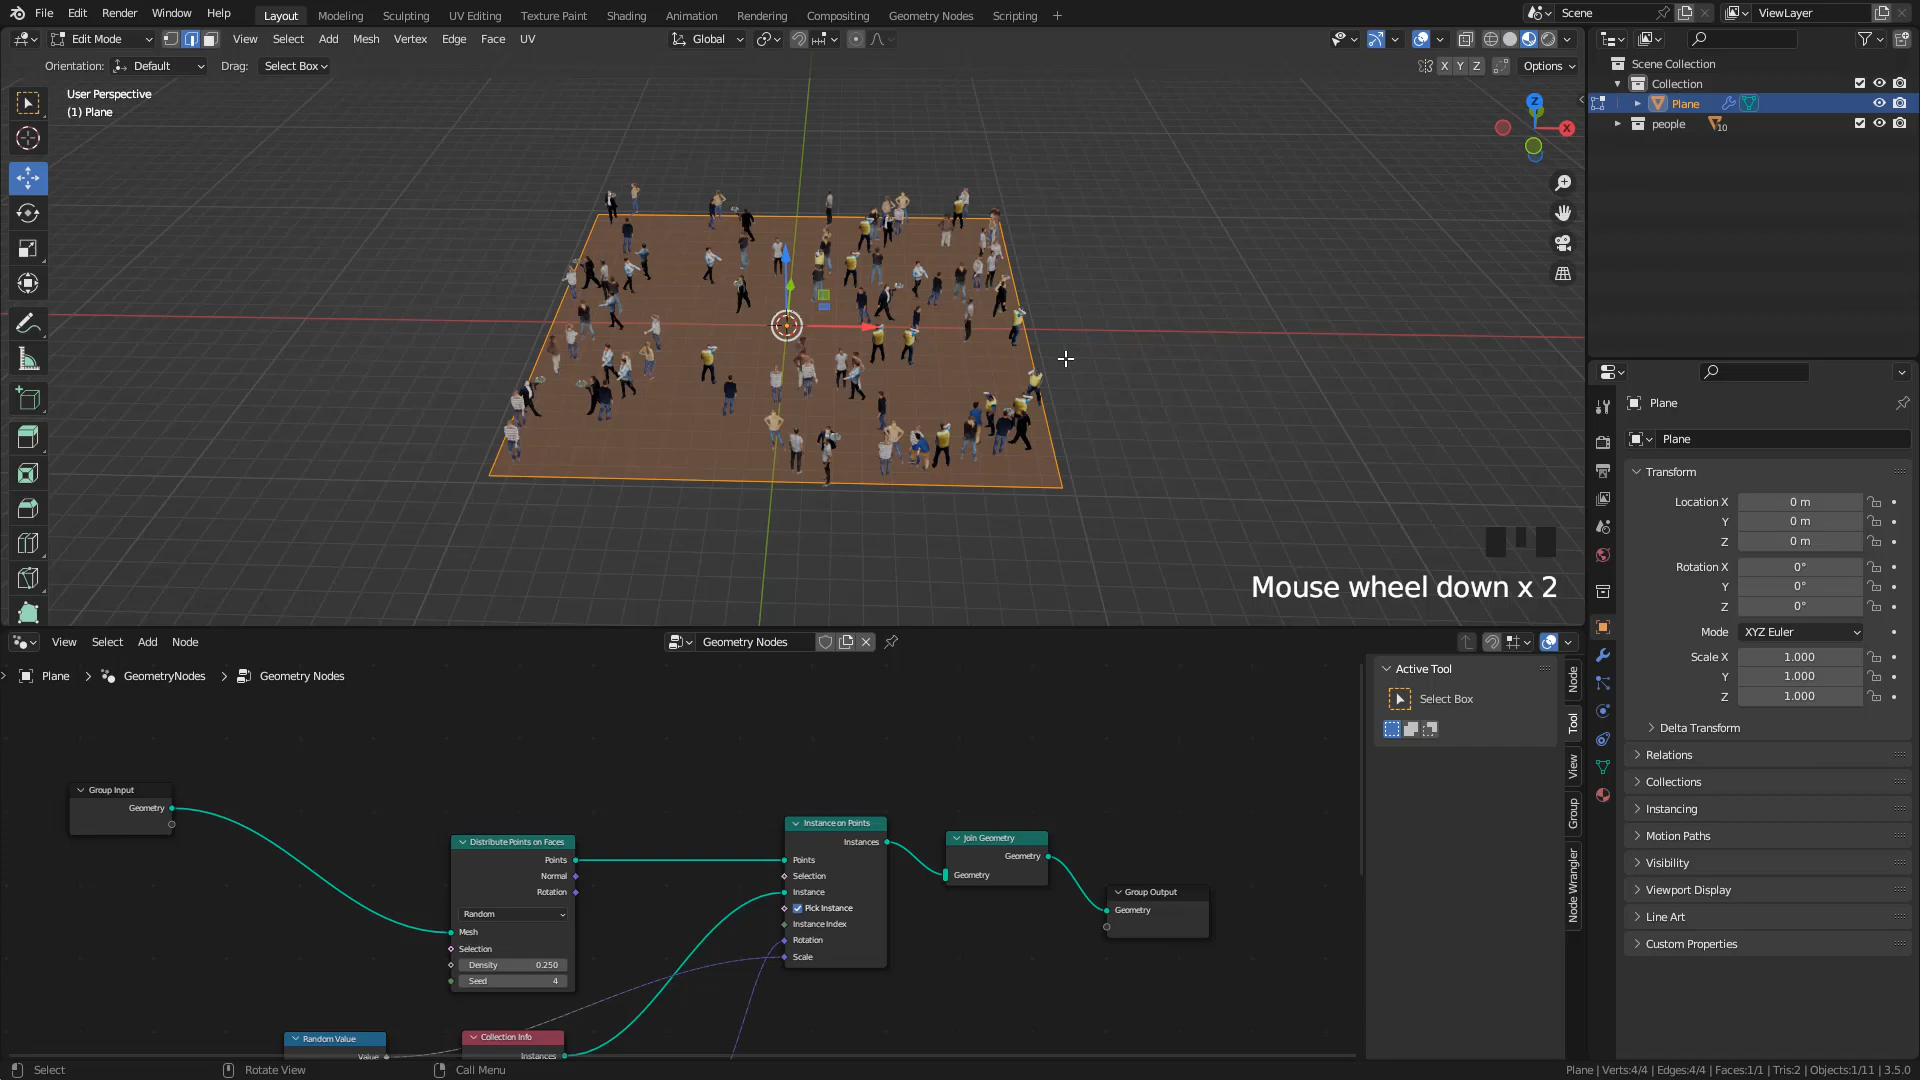 File Edit Render Window Help Layout Modeling Sculpting UV Editing Texture Paint Shading Animation Rendering Compositing Geometry Nodes Scripting + Scene ViewLayer
Edit Mode View Select Add Mesh Vertex Edge Face UV Global
Orientation: Default Drag: Select Box X Y Z Options
User Perspective
(1) Plane
Z
X
Scene Collection
Collection
Plane
people 10
Mouse wheel down x 2
Plane
Plane
Transform
Location X 0 m
Y 0 m
Z 0 m
Rotation X 0°
Y 0°
Z 0°
Mode XYZ Euler
Scale X 1.000
Y 1.000
Z 1.000
Delta Transform
Relations
Collections
Instancing
Motion Paths
Visibility
Viewport Display
Line Art
Custom Properties
View Select Add Node Geometry Nodes
Plane > GeometryNodes > Geometry Nodes
Active Tool
Select Box
Node
Tool
View
Group
Node Wrangler
Group Input
Geometry
Distribute Points on Faces
Points
Normal
Rotation
Random
Mesh
Selection
Density 0.250
Seed 4
Random Value
Value
Collection Info
Instances
Instance on Points
Instances
Points
Selection
Instance
Pick Instance
Instance Index
Rotation
Scale
Join Geometry
Geometry
Geometry
Group Output
Geometry
Select Rotate View Call Menu Plane | Verts:4/4 | Edges:4/4 | Faces:1/1 | Tris:2 | Objects:1/11 | 3.5.0